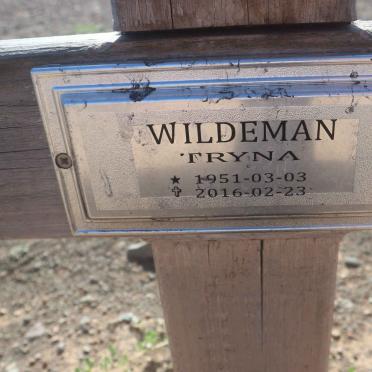 WILDEMAN
TRYNA
★ 1951-03-03
✞ 2016-02-23